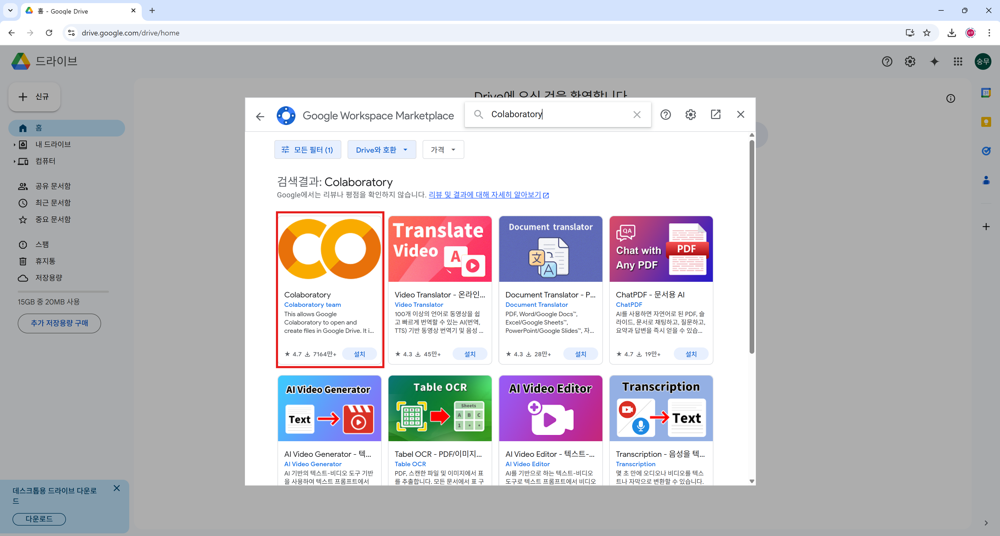 홈 - Google Drive
drive.google.com/drive/home
드라이브
숭무
신규
홈
내 드라이브
컴퓨터
공유 문서함
최근 문서함
중요 문서함
스팸
휴지통
저장용량
15GB 중 20MB 사용
추가 저장용량 구매
데스크톱용 드라이브 다운로
드
다운로드
Drive에 오신 것을 환영합니다
31
Google Workspace Marketplace
Colaboratory
모든 필터 (1)
Drive와 호환
가격
검색결과: Colaboratory
Google에서는 리뷰나 평점을 확인하지 않습니다. 리뷰 및 결과에 대해 자세히 알아보기
Colaboratory
Colaboratory team
This allows Google
Colaboratory to open and
create files in Google Drive. It i...
4.7 7164만+ 설치
Translate
Video
A
Video Translator - 온라인...
Video Translator
100개 이상의 언어로 동영상을 쉽
고 빠르게 번역할 수 있는 AI(번역,
TTS) 기반 동영상 번역기 및 음성 ...
4.3 45만+ 설치
Document translator
文
A
Document Translator - P...
Document Translator
PDF, Word/Google Docs™,
Excel/Google Sheets™,
PowerPoint/Google Slides™, 자...
4.3 28만+ 설치
QA
Chat with
Any PDF
PDF
ChatPDF - 문서용 AI
ChatPDF
AI를 사용하면 자연어로 된 PDF, 슬
라이드, 문서로 채팅하고, 질문하고,
요약과 답변을 즉시 얻을 수 있습...
4.7 19만+ 설치
AI Video Generator
Text
AI Video Generator - 텍...
AI Video Generator
AI 기반의 텍스트-비디오 도구 기반
을 사용하여 텍스트 프롬프트에서
Table OCR
A B C
1
2
3
Sheets
A B C
1 * *
Tabel OCR - PDF/이미지...
Table OCR
PDF, 스캔한 파일 및 이미지에서 표
를 추출합니다. 모든 문서에서 표 구
AI Video Editor
AI Video Editor - 텍스트-...
AI Video Editor
AI를 기반으로 하는 텍스트-비디오
도구로 텍스트 프롬프트에서 비디오
Transcription
Text
Transcription - 음성을 텍...
Transcription
몇 초 만에 오디오나 비디오를 텍스
트나 자막으로 변환할 수 있습니다.